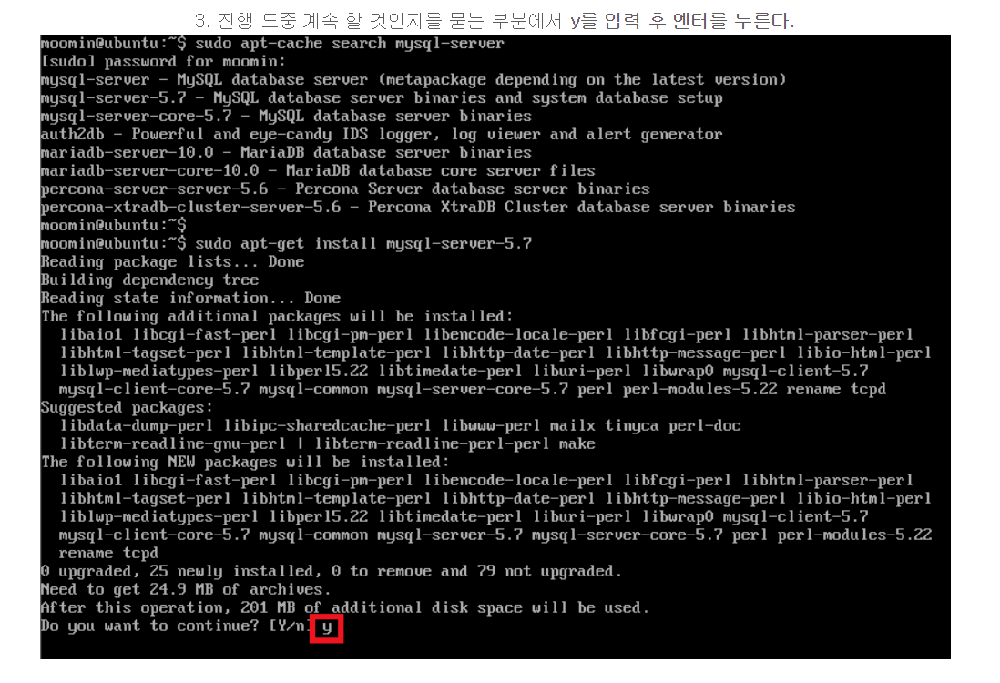 3. 진행 도중 계속 할 것인지를 묻는 부분에서 y를 입력 후 엔터를 누른다.
moomin@ubuntu:~$ sudo apt-cache search mysql-server
[sudo] password for moomin:
mysql-server - MySQL database server (metapackage depending on the latest version)
mysql-server-5.7 - MySQL database server binaries and system database setup
mysql-server-core-5.7 - MySQL database server binaries
auth2db - Powerful and eye-candy IDS logger, log viewer and alert generator
mariadb-server-10.0 - MariaDB database server binaries
mariadb-server-core-10.0 - MariaDB database core server files
percona-server-server-5.6 - Percona Server database server binaries
percona-xtradb-cluster-server-5.6 - Percona XtraDB Cluster database server binaries
moomin@ubuntu:~$
moomin@ubuntu:~$ sudo apt-get install mysql-server-5.7
Reading package lists... Done
Building dependency tree
Reading state information... Done
The following additional packages will be installed:
libaio1 libcgi-fast-perl libcgi-pm-perl libencode-locale-perl libfcgi-perl libhtml-parser-perl
libhtml-tagset-perl libhtml-template-perl libhttp-date-perl libhttp-message-perl libio-html-perl
liblwp-mediatypes-perl libperl5.22 libtimedate-perl liburi-perl libwrap0 mysql-client-5.7
mysql-client-core-5.7 mysql-common mysql-server-core-5.7 perl perl-modules-5.22 rename tcpd
Suggested packages:
libdata-dump-perl libipc-sharedcache-perl libwww-perl mailx tinyca perl-doc
libterm-readline-gnu-perl | libterm-readline-perl-perl make
The following NEW packages will be installed:
libaio1 libcgi-fast-perl libcgi-pm-perl libencode-locale-perl libfcgi-perl libhtml-parser-perl
libhtml-tagset-perl libhtml-template-perl libhttp-date-perl libhttp-message-perl libio-html-perl
liblwp-mediatypes-perl libperl5.22 libtimedate-perl liburi-perl libwrap0 mysql-client-5.7
mysql-client-core-5.7 mysql-common mysql-server-5.7 mysql-server-core-5.7 perl perl-modules-5.22
rename tcpd
0 upgraded, 25 newly installed, 0 to remove and 79 not upgraded.
Need to get 24.9 MB of archives.
After this operation, 201 MB of additional disk space will be used.
Do you want to continue? [Y/n] y